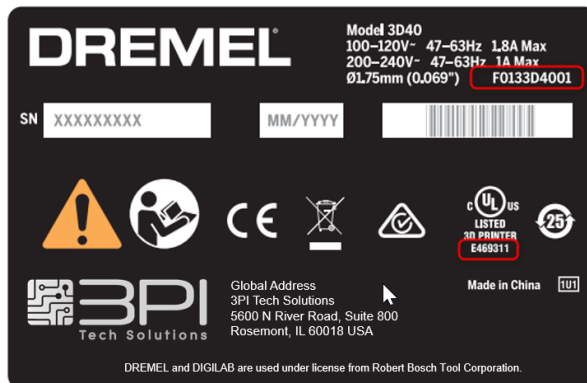 DREMEL
Model 3D40
100–120V~ 47–63Hz 1.8A Max
200–240V~ 47–63Hz 1A Max
Ø1.75mm (0.069") F0133D4001
SN XXXXXXXXX
MM/YYYY
CE
C UL US
LISTED
3D PRINTER
E469311
25
3PI
Tech Solutions
Global Address
3PI Tech Solutions
5600 N River Road, Suite 800
Rosemont, IL 60018 USA
Made in China 1U1
DREMEL and DIGILAB are used under license from Robert Bosch Tool Corporation.